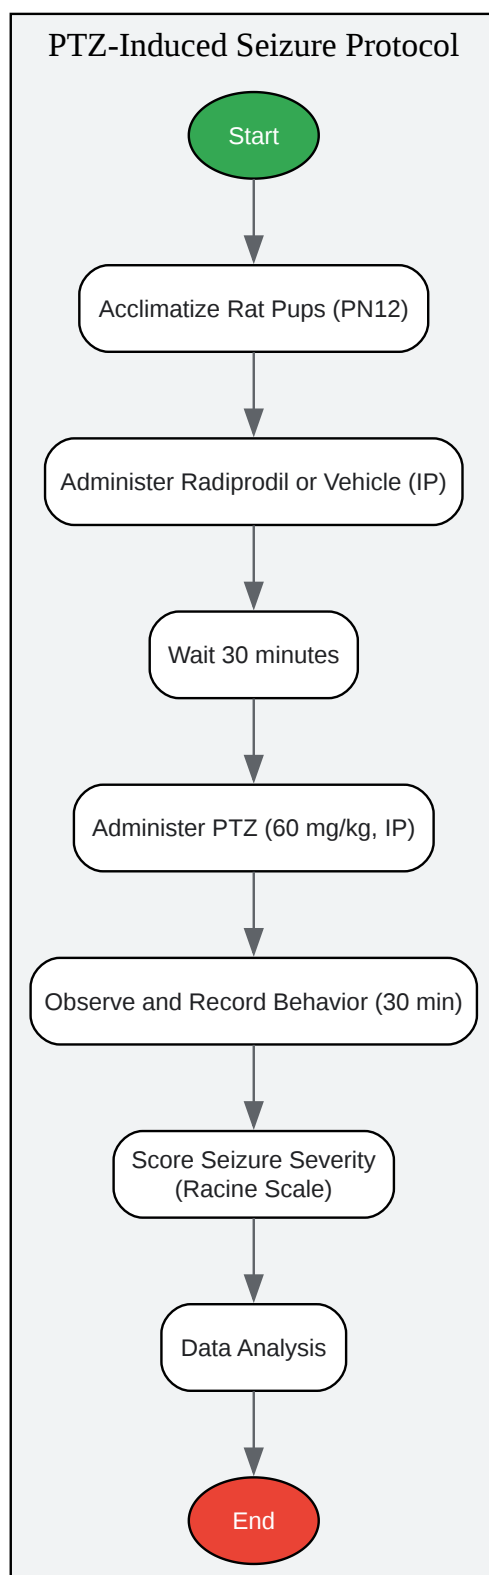 PTZ-Induced Seizure Protocol
Start
Acclimatize Rat Pups (PN12)
Administer Radiprodil or Vehicle (IP)
Wait 30 minutes
Administer PTZ (60 mg/kg, IP)
Observe and Record Behavior (30 min)
Score Seizure Severity
(Racine Scale)
Data Analysis
End